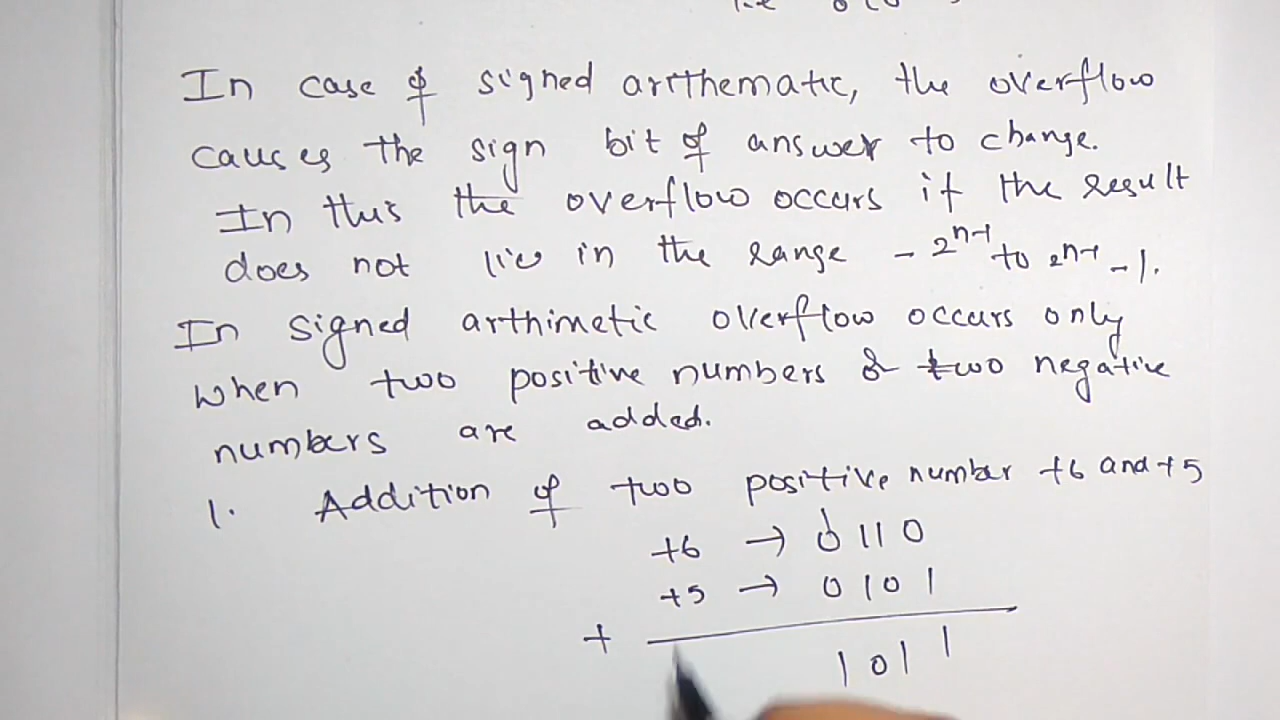 In case of signed aritthematic, the overflow
causes the sign bit of answer to change.
In this the overflow occurs if the result
does not lie in the range - 2^n-1 to 2^n-1 - 1.
In signed arthimetic overflow occurs only
when two positive numbers & two negative
numbers are added.
1. Addition of two positive number +6 and +5
+6 → 0110
+5 → 0101
+ 1011